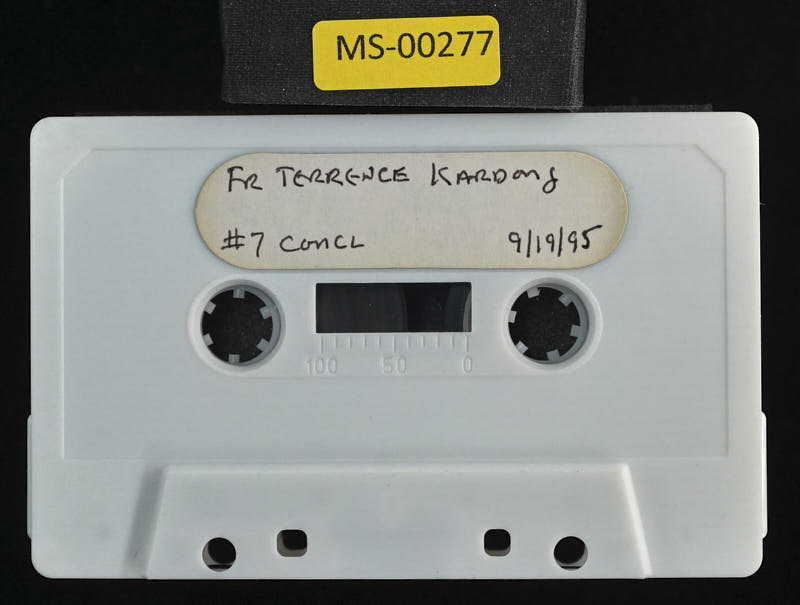 MS-00277
FR TERRENCE KARDONG
#7 CONCL 9/19/95
100 50 0